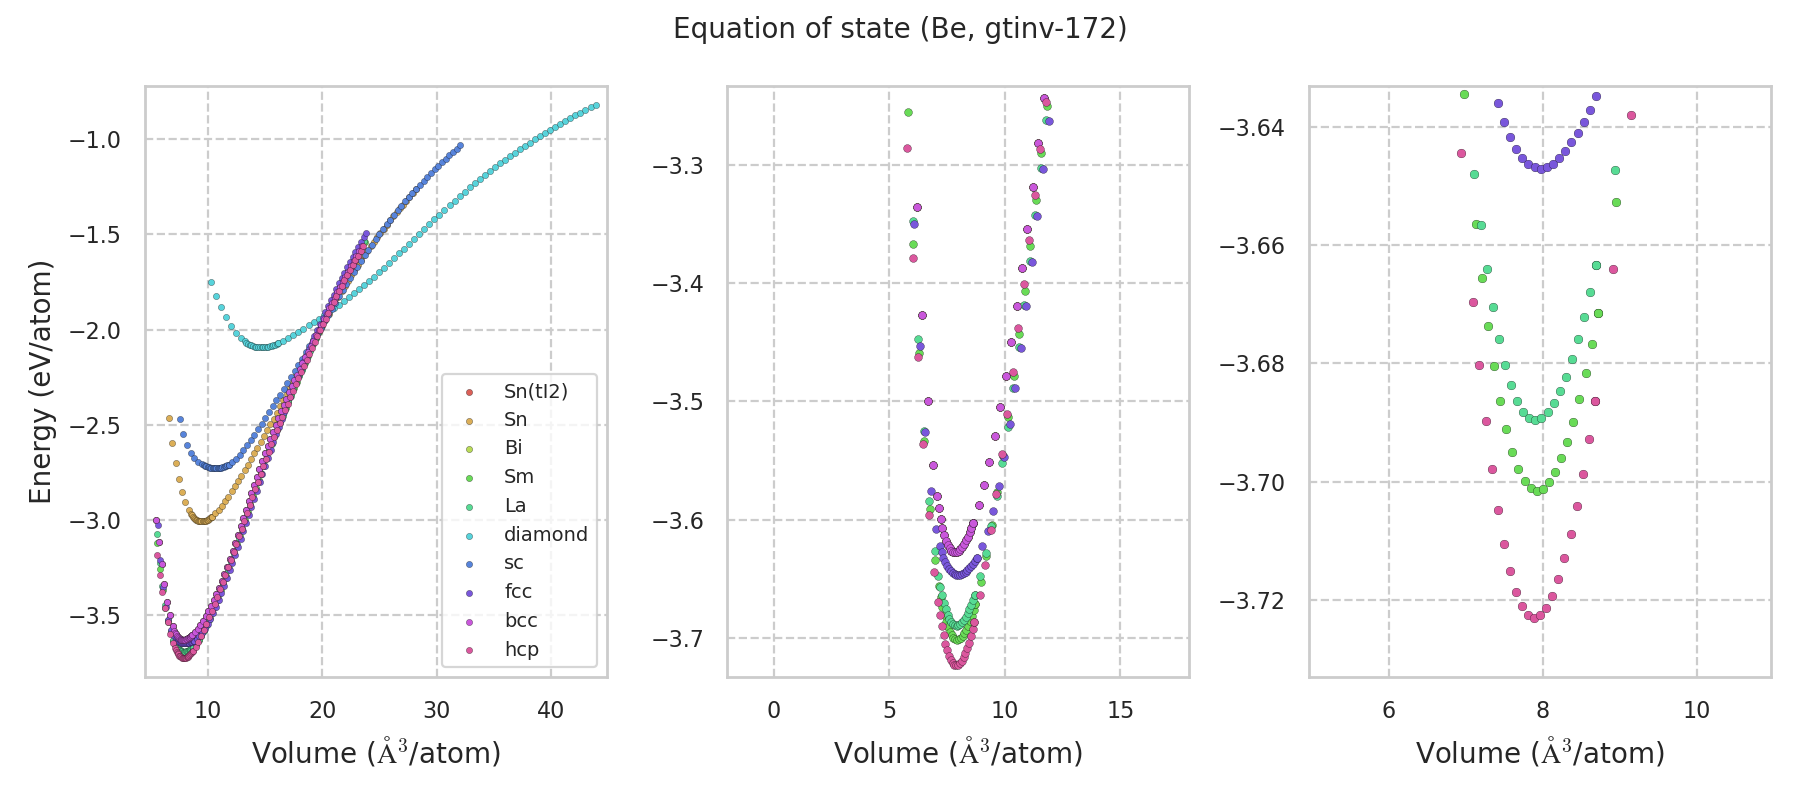 Equation of state (Be, gtinv-172)
Energy (eV/atom)
−1.0
−1.5
−2.0
−2.5
−3.0
−3.5
10 20 30 40
Volume (Å³/atom)
Sn(tI2)
Sn
Bi
Sm
La
diamond
sc
fcc
bcc
hcp
−3.3
−3.4
−3.5
−3.6
−3.7
0 5 10 15
Volume (Å³/atom)
−3.64
−3.66
−3.68
−3.70
−3.72
6 8 10
Volume (Å³/atom)